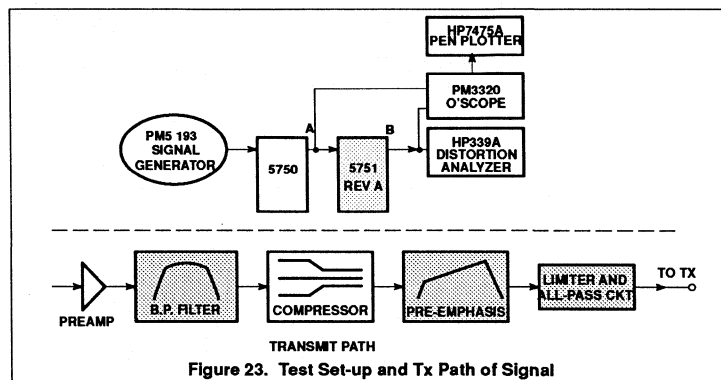 HP7475A
PEN PLOTTER
PM3320
O'SCOPE
A
B
PM5 193
SIGNAL
GENERATOR
5750
5751
REV A
HP339A
DISTORTION
ANALYZER
PREAMP
B.P. FILTER
COMPRESSOR
PRE-EMPHASIS
LIMITER AND
ALL-PASS CKT
TO TX
TRANSMIT PATH
Figure 23. Test Set-up and Tx Path of Signal